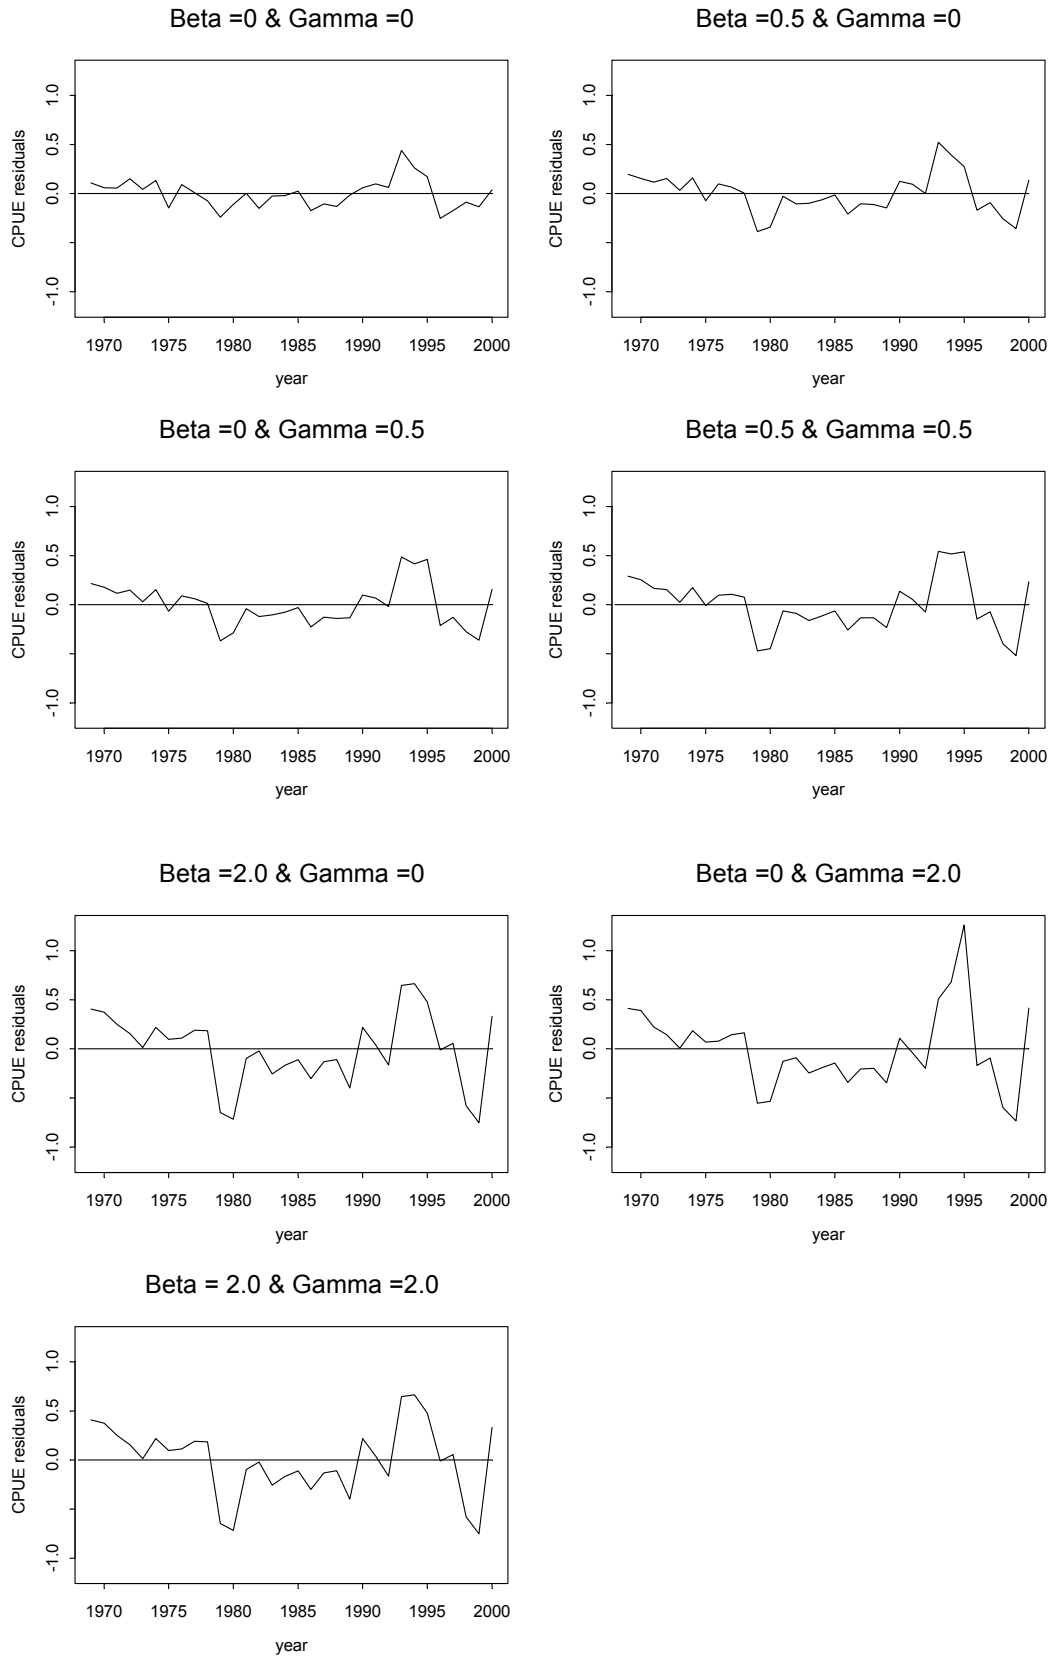 Beta =0 & Gamma =0
CPUE residuals
1.0
0.5
0.0
-1.0
1970 1975 1980 1985 1990 1995 2000
year
Beta =0.5 & Gamma =0
CPUE residuals
1.0
0.5
0.0
-1.0
1970 1975 1980 1985 1990 1995 2000
year
Beta =0 & Gamma =0.5
CPUE residuals
1.0
0.5
0.0
-1.0
1970 1975 1980 1985 1990 1995 2000
year
Beta =0.5 & Gamma =0.5
CPUE residuals
1.0
0.5
0.0
-1.0
1970 1975 1980 1985 1990 1995 2000
year
Beta =2.0 & Gamma =0
CPUE residuals
1.0
0.5
0.0
-1.0
1970 1975 1980 1985 1990 1995 2000
year
Beta =0 & Gamma =2.0
CPUE residuals
1.0
0.5
0.0
-1.0
1970 1975 1980 1985 1990 1995 2000
year
Beta = 2.0 & Gamma =2.0
CPUE residuals
1.0
0.5
0.0
-1.0
1970 1975 1980 1985 1990 1995 2000
year